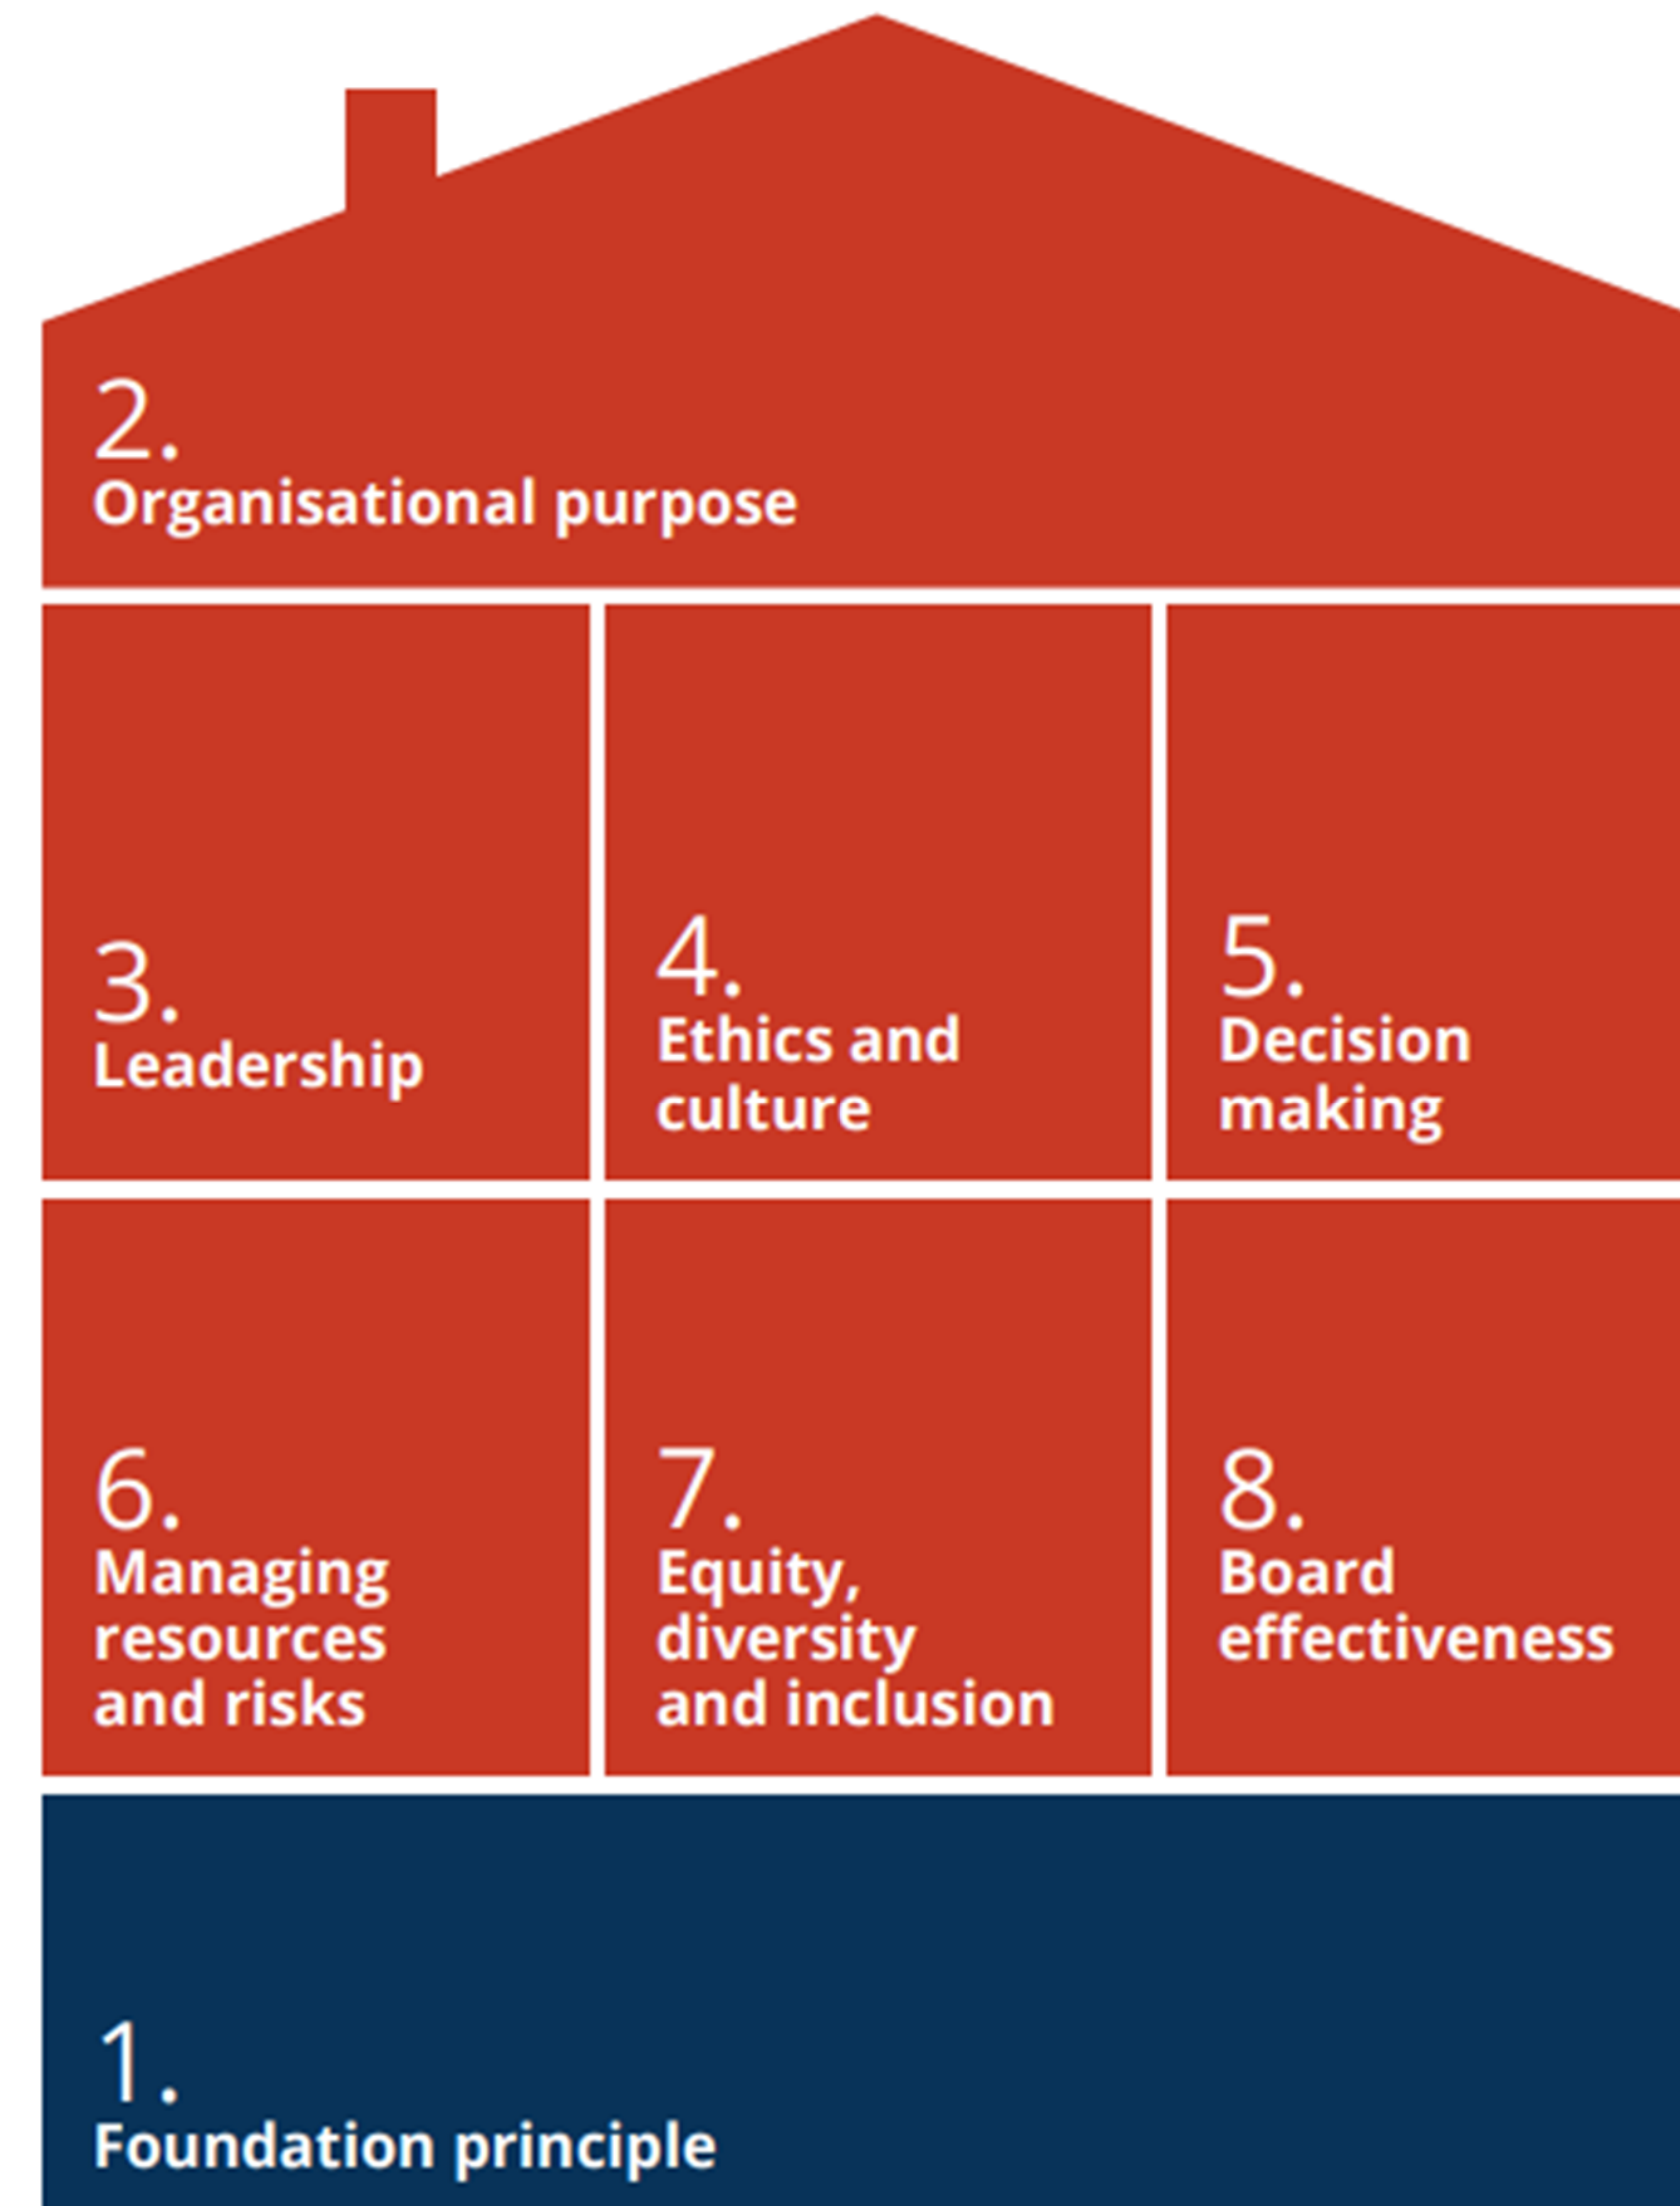 2.
Organisational purpose
3.
Leadership
4.
Ethics and
culture
5.
Decision
making
6.
Managing
resources
and risks
7.
Equity,
diversity
and inclusion
8.
Board
effectiveness
1.
Foundation principle